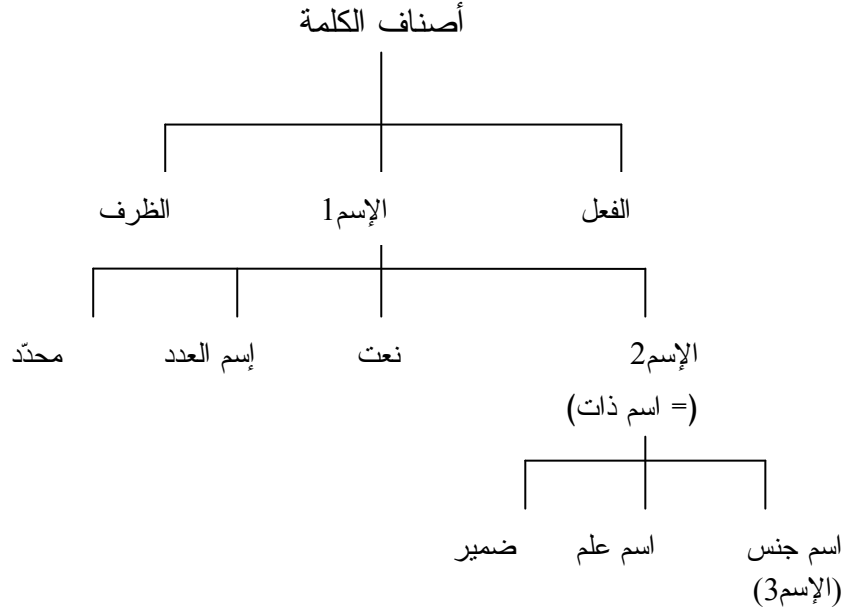 أصناف الكلمة
الفعل الإسم1 الظرف
الإسم2 نعت إسم العدد محدّد
(= اسم ذات)
اسم جنس اسم علم ضمير
(الإسم3)